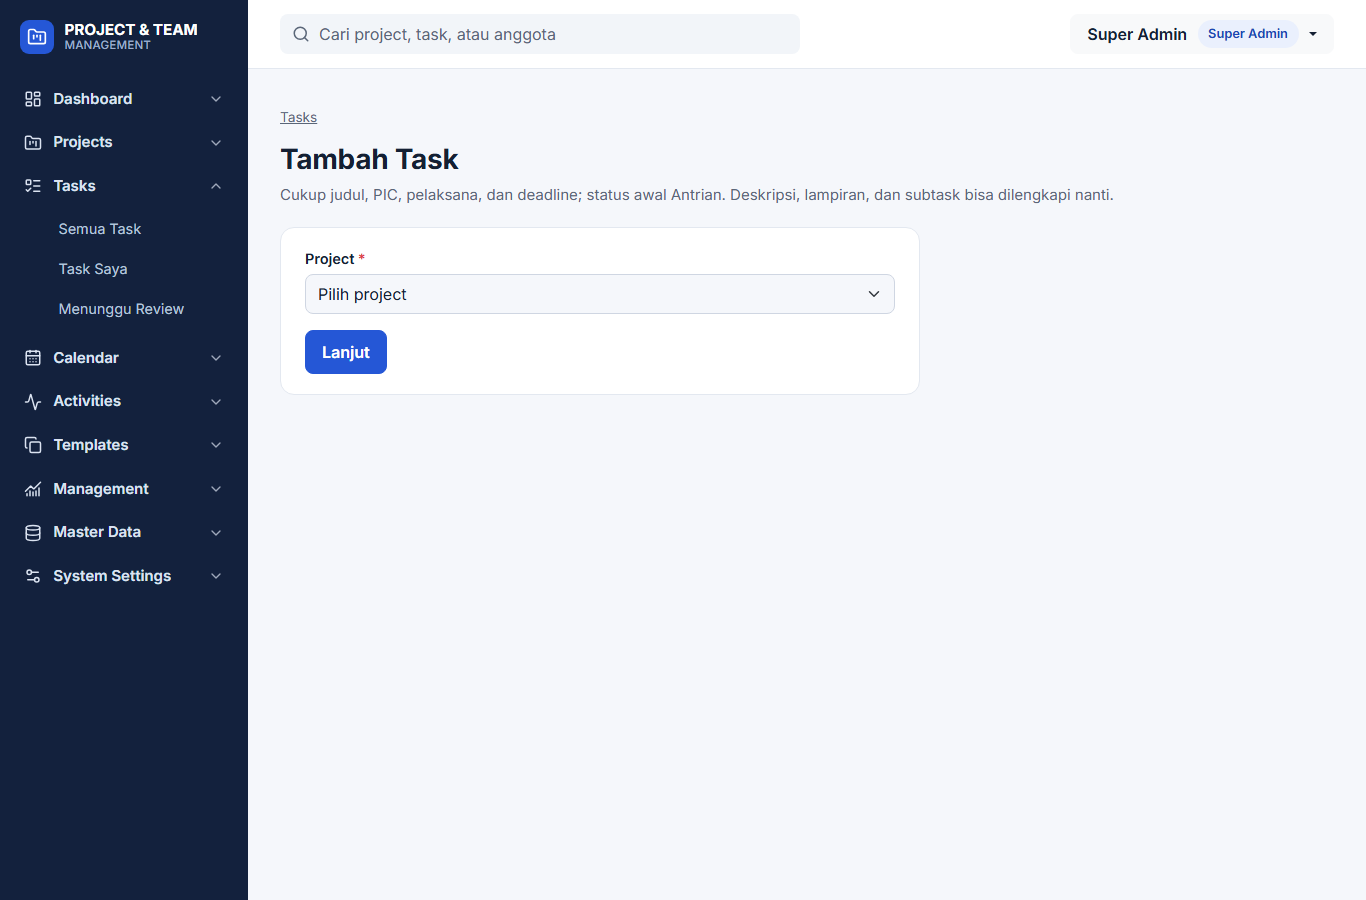 PROJECT & TEAM
MANAGEMENT
Dashboard
Projects
Tasks
Semua Task
Task Saya
Menunggu Review
Calendar
Activities
Templates
Management
Master Data
System Settings
Cari project, task, atau anggota
Super Admin Super Admin
Tasks
Tambah Task
Cukup judul, PIC, pelaksana, dan deadline; status awal Antrian. Deskripsi, lampiran, dan subtask bisa dilengkapi nanti.
Project *
Pilih project
Lanjut